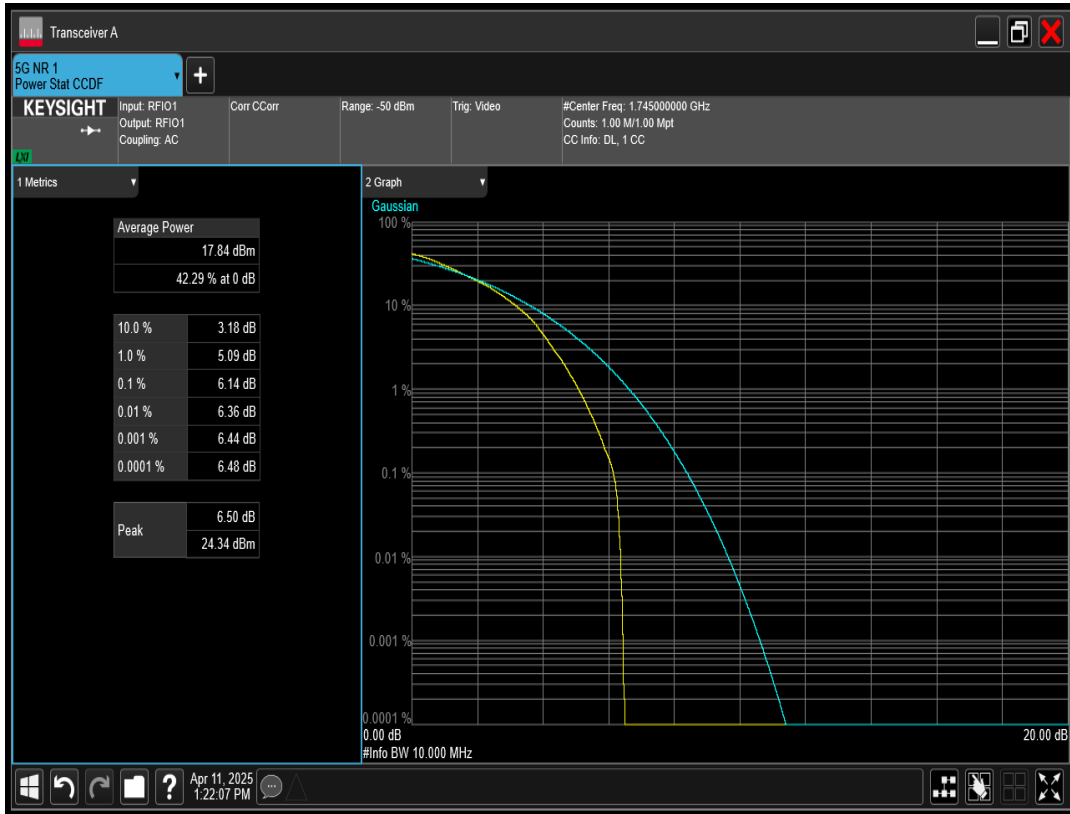 Transceiver A
5G NR 1
Power Stat CCDF
+
KEYSIGHT
LXI
Input: RFIO1
Output: RFIO1
Coupling: AC
Corr CCorr
Range: -50 dBm
Trig: Video
#Center Freq: 1.745000000 GHz
Counts: 1.00 M/1.00 Mpt
CC Info: DL, 1 CC
1 Metrics
Average Power
17.84 dBm
42.29 % at 0 dB
10.0 % 3.18 dB
1.0 % 5.09 dB
0.1 % 6.14 dB
0.01 % 6.36 dB
0.001 % 6.44 dB
0.0001 % 6.48 dB
Peak
6.50 dB
24.34 dBm
2 Graph
Gaussian
100 %
10 %
1 %
0.1 %
0.01 %
0.001 %
0.0001 %
0.00 dB 20.00 dB
#Info BW 10.000 MHz
?
Apr 11, 2025
1:22:07 PM